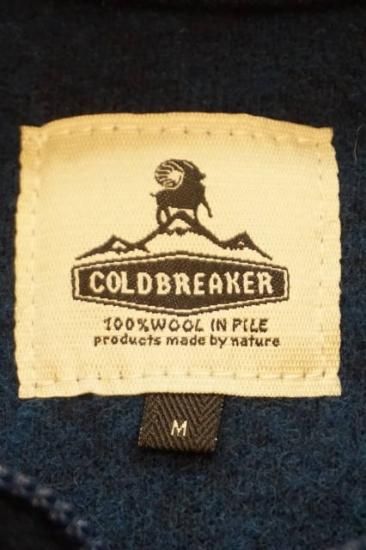 COLDBREAKER
100% WOOL IN PILE
products made by nature
M